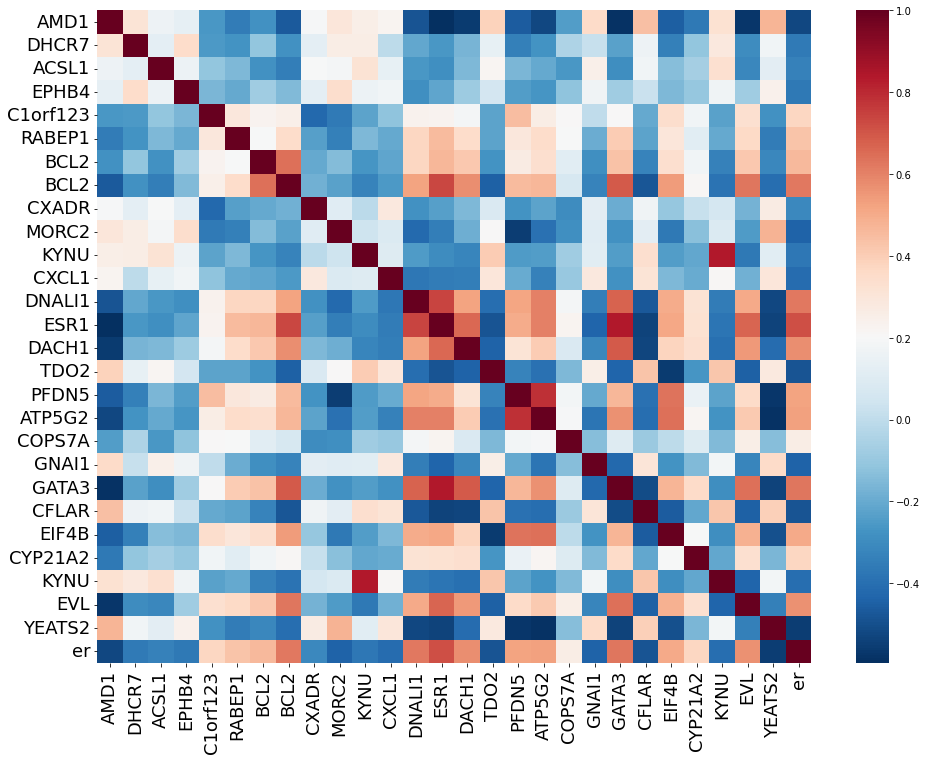 AMD1
DHCR7
ACSL1
EPHB4
C1orf123
RABEP1
BCL2
BCL2
CXADR
MORC2
KYNU
CXCL1
DNALI1
ESR1
DACH1
TDO2
PFDN5
ATP5G2
COPS7A
GNAI1
GATA3
CFLAR
EIF4B
CYP21A2
KYNU
EVL
YEATS2
er
AMD1
DHCR7
ACSL1
EPHB4
C1orf123
RABEP1
BCL2
BCL2
CXADR
MORC2
KYNU
CXCL1
DNALI1
ESR1
DACH1
TDO2
PFDN5
ATP5G2
COPS7A
GNAI1
GATA3
CFLAR
EIF4B
CYP21A2
KYNU
EVL
YEATS2
er
1.0
0.8
0.6
0.4
0.2
0.0
−0.2
−0.4